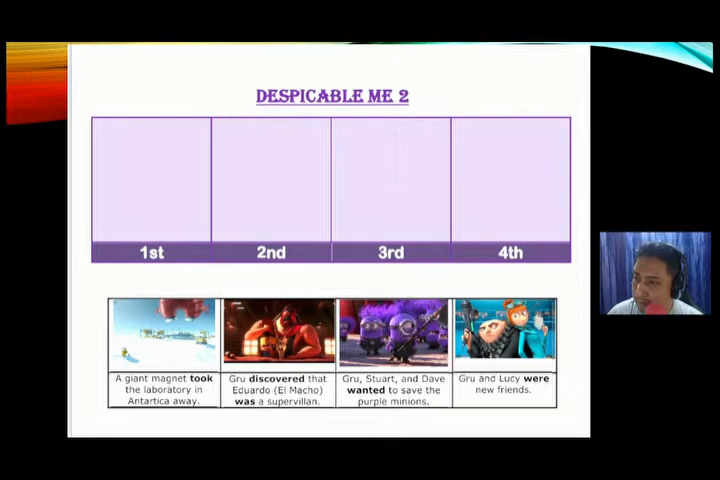 DESPICABLE ME 2
1st 2nd 3rd 4th
A giant magnet took
the laboratory in
Antartica away.
Gru discovered that
Eduardo (El Macho)
was a supervillan.
Gru, Stuart, and Dave
wanted to save the
purple minions.
Gru and Lucy were
new friends.